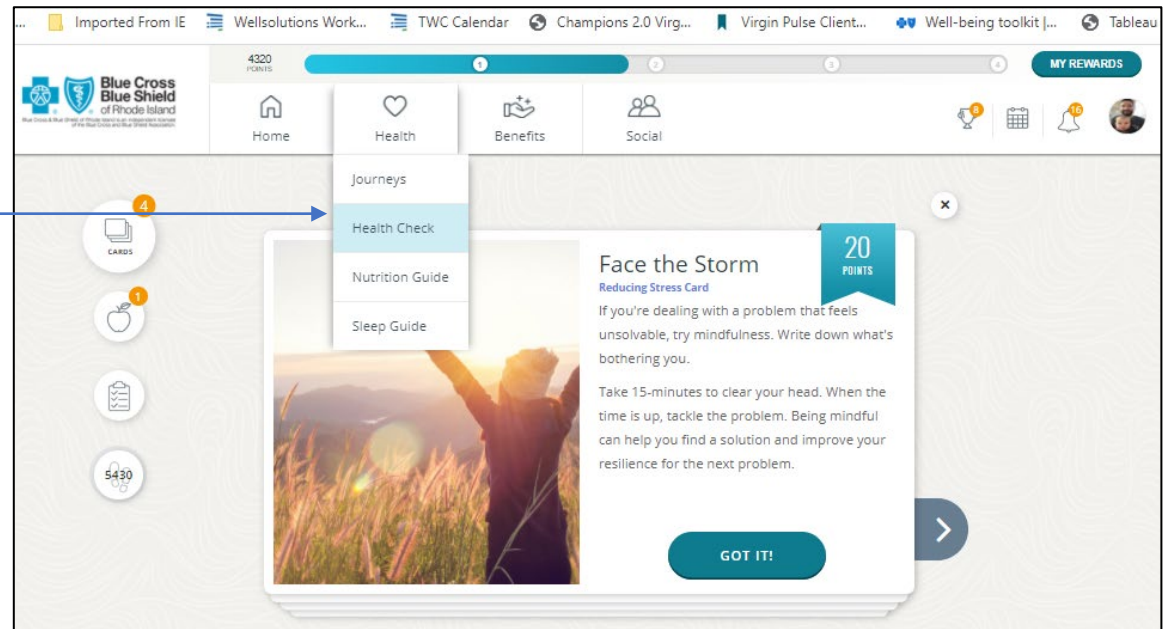 ... Imported From IE Wellsolutions Work... TWC Calendar Champions 2.0 Virg... Virgin Pulse Client... Well-being toolkit |... Tableau
4320
POINTS
1 2 3 4
MY REWARDS
Blue Cross
Blue Shield
of Rhode Island
Home Health Benefits Social
8 16
Journeys
Health Check
Nutrition Guide
Sleep Guide
4
CARDS
1
5430
×
20
POINTS
Face the Storm
Reducing Stress Card
If you're dealing with a problem that feels
unsolvable, try mindfulness. Write down what's
bothering you.
Take 15-minutes to clear your head. When the
time is up, tackle the problem. Being mindful
can help you find a solution and improve your
resilience for the next problem.
GOT IT!